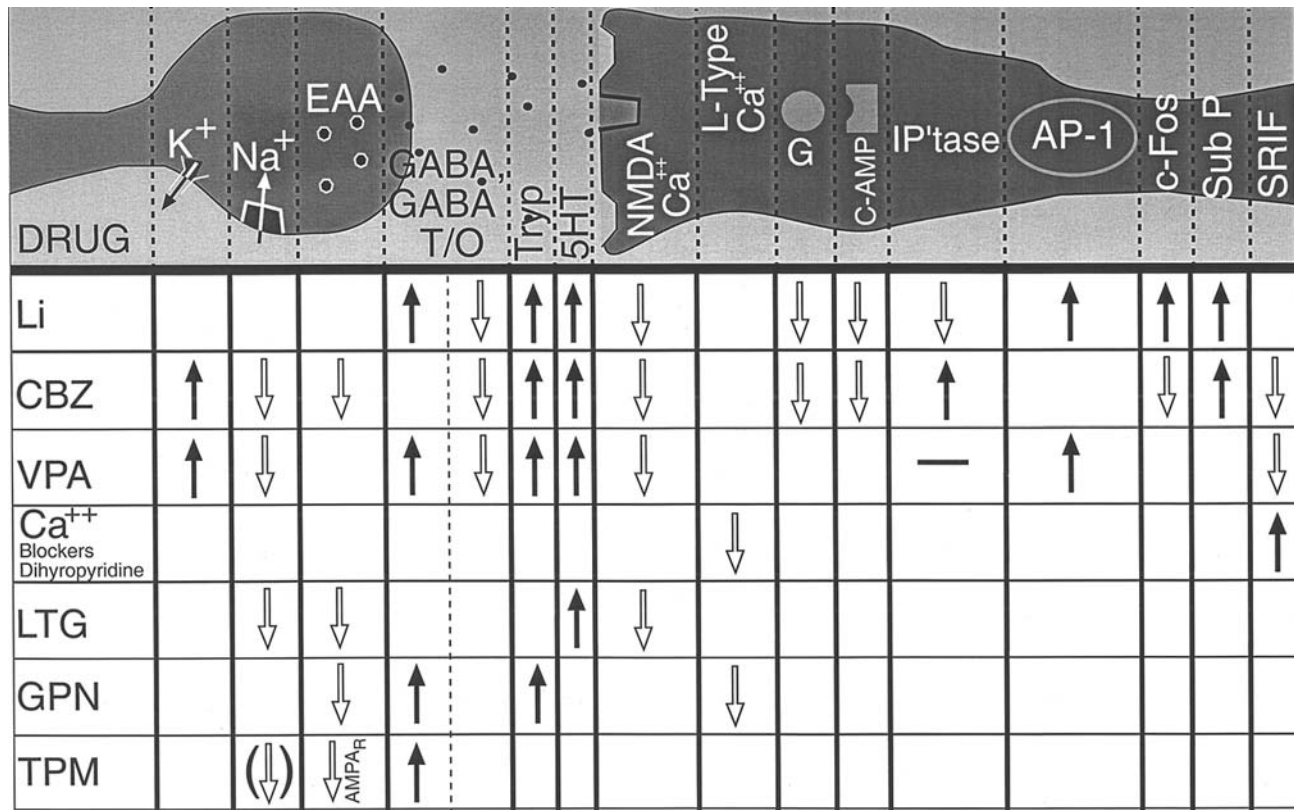 DRUG
K+
Na+
EAA
GABA,
GABA
T/O
Tryp
5HT
NMDA
Ca++
L-Type
Ca++
G
C-AMP
IP'tase
AP-1
c-Fos
Sub P
SRIF
Li
CBZ
VPA
Ca++
Blockers
Dihyropyridine
LTG
GPN
TPM
( )
AMPAR